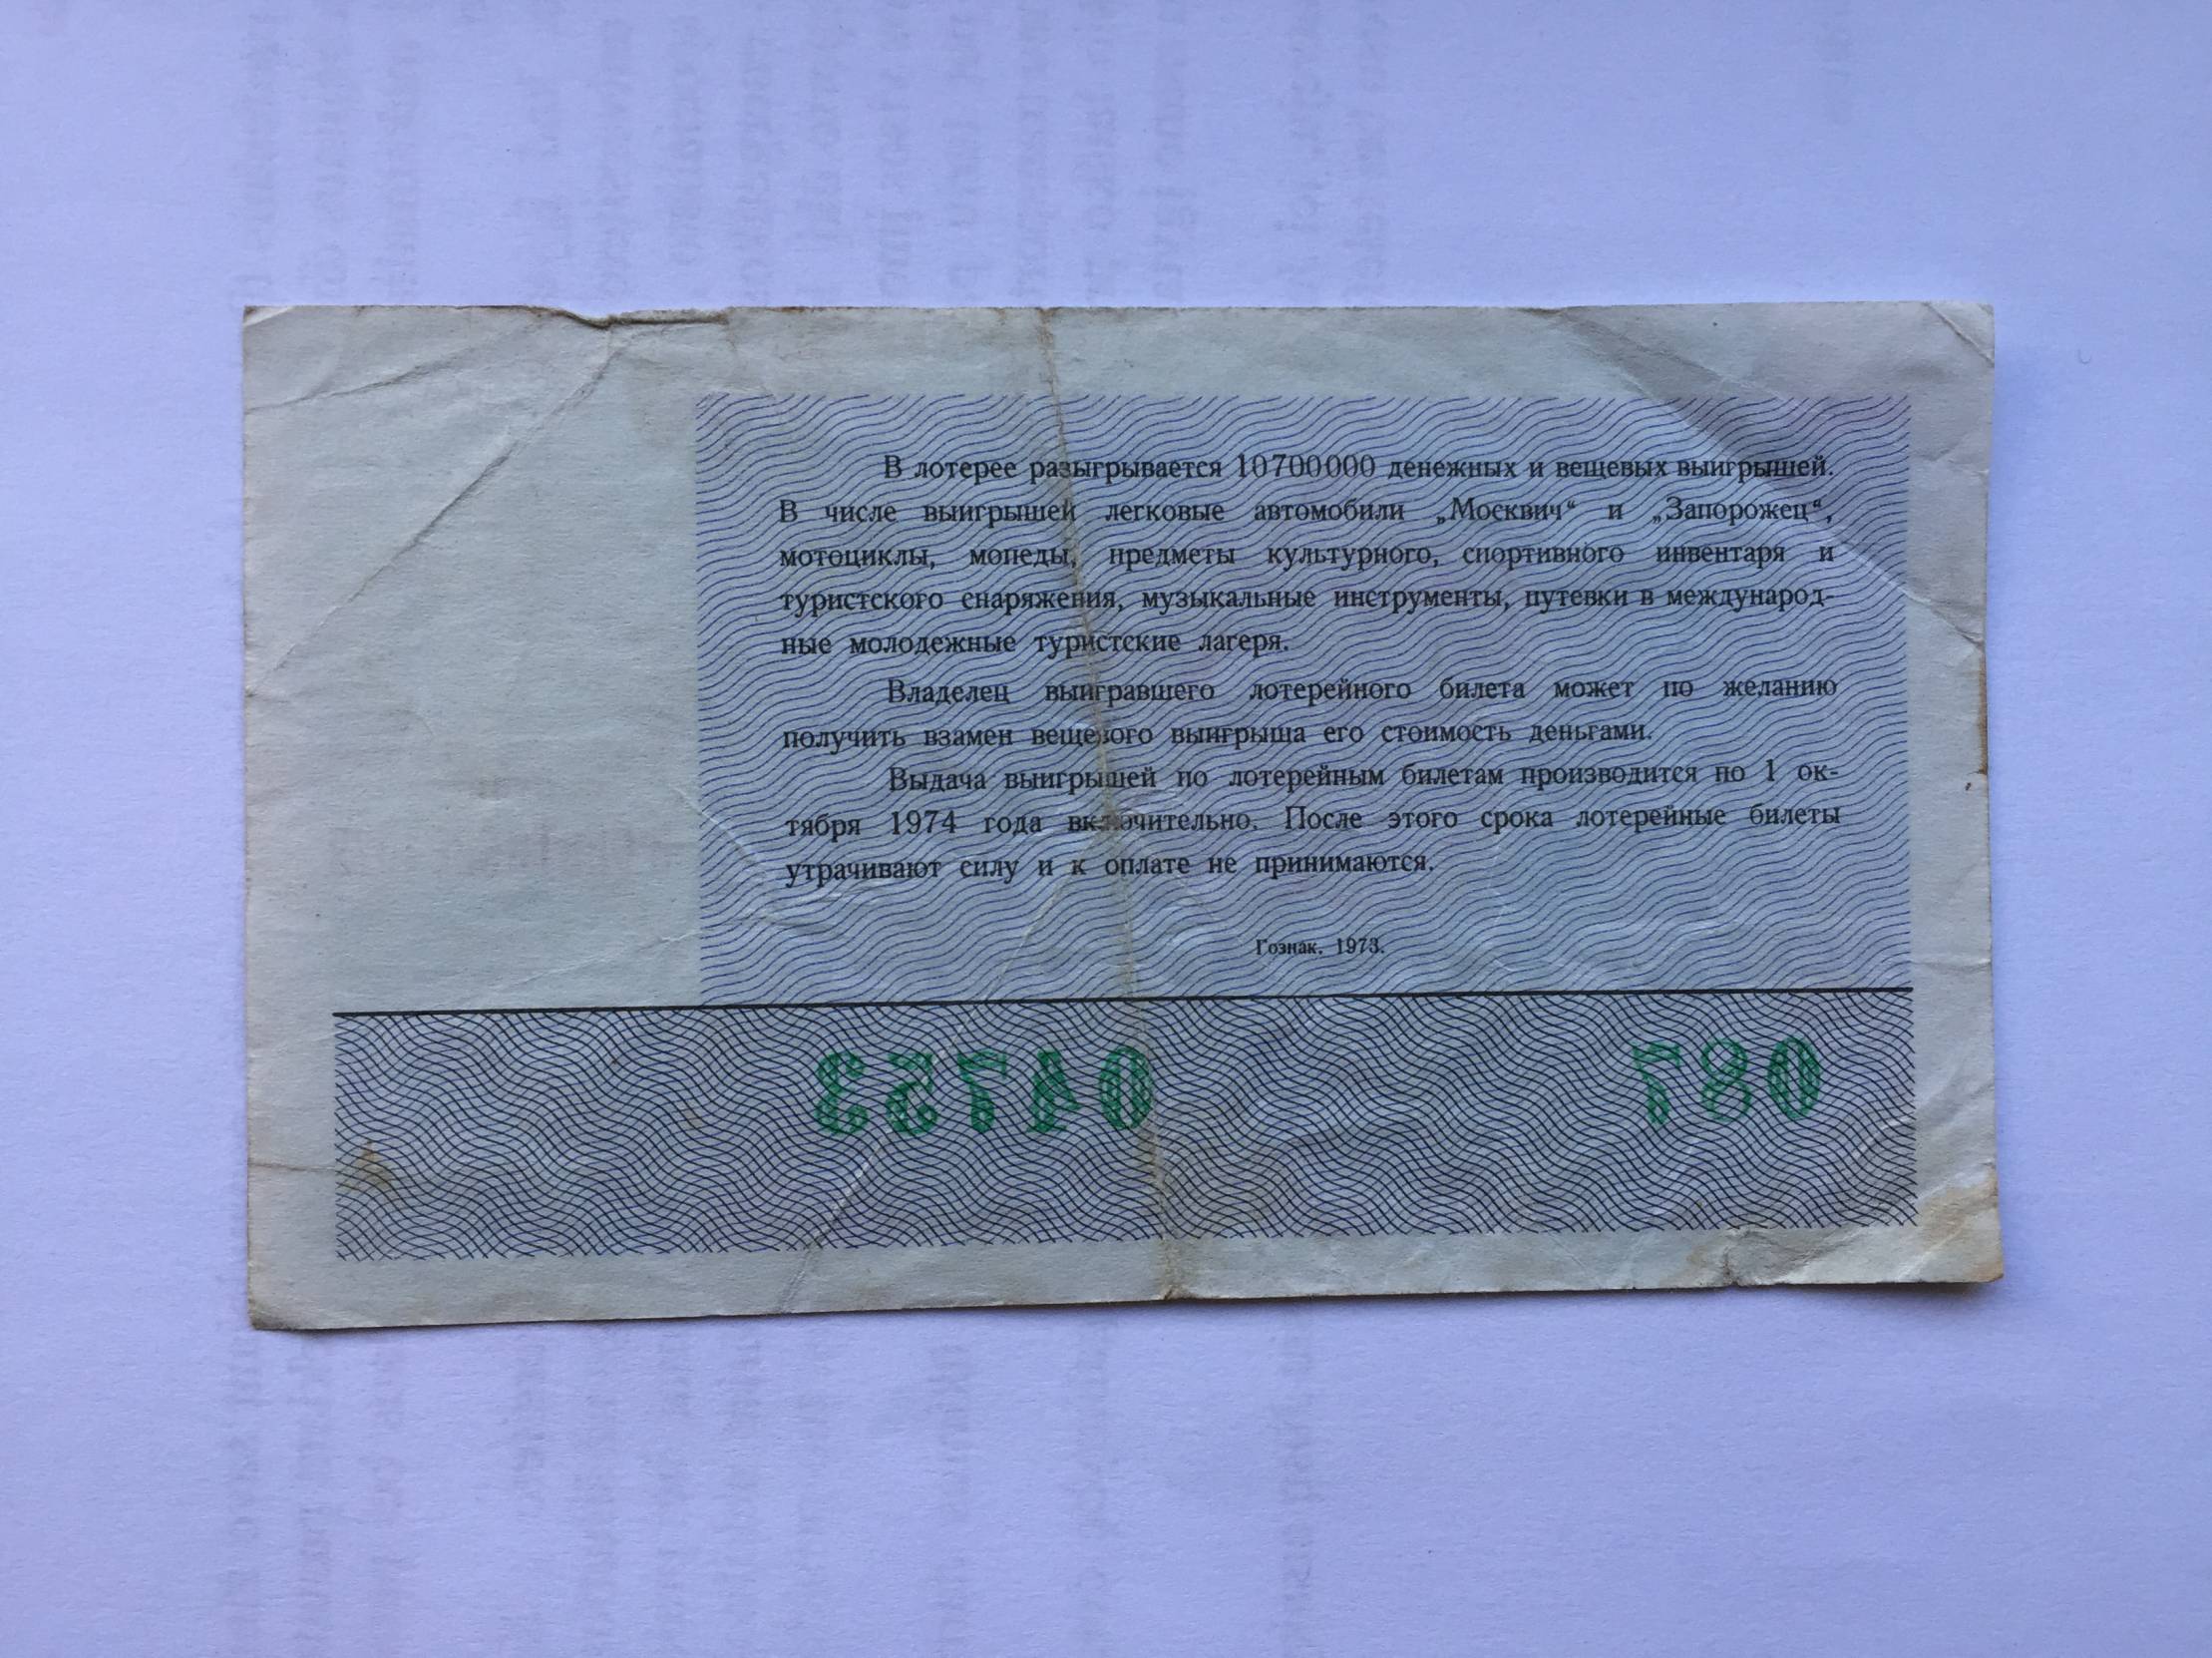 В лотерее разыгрывается 10700000 денежных и вещевых выигрышей.
В числе выигрышей легковые автомобили „Москвич“ и „Запорожец“,
мотоциклы, мопеды, предметы культурного, спортивного инвентаря и
туристского снаряжения, музыкальные инструменты, путевки в международ-
ные молодежные туристские лагеря.
Владелец выигравшего лотерейного билета может по желанию
получить взамен вещевого выигрыша его стоимость деньгами.
Выдача выигрышей по лотерейным билетам производится по 1 ок-
тября 1974 года включительно. После этого срока лотерейные билеты
утрачивают силу и к оплате не принимаются.
Гознак. 1973.
04753 087